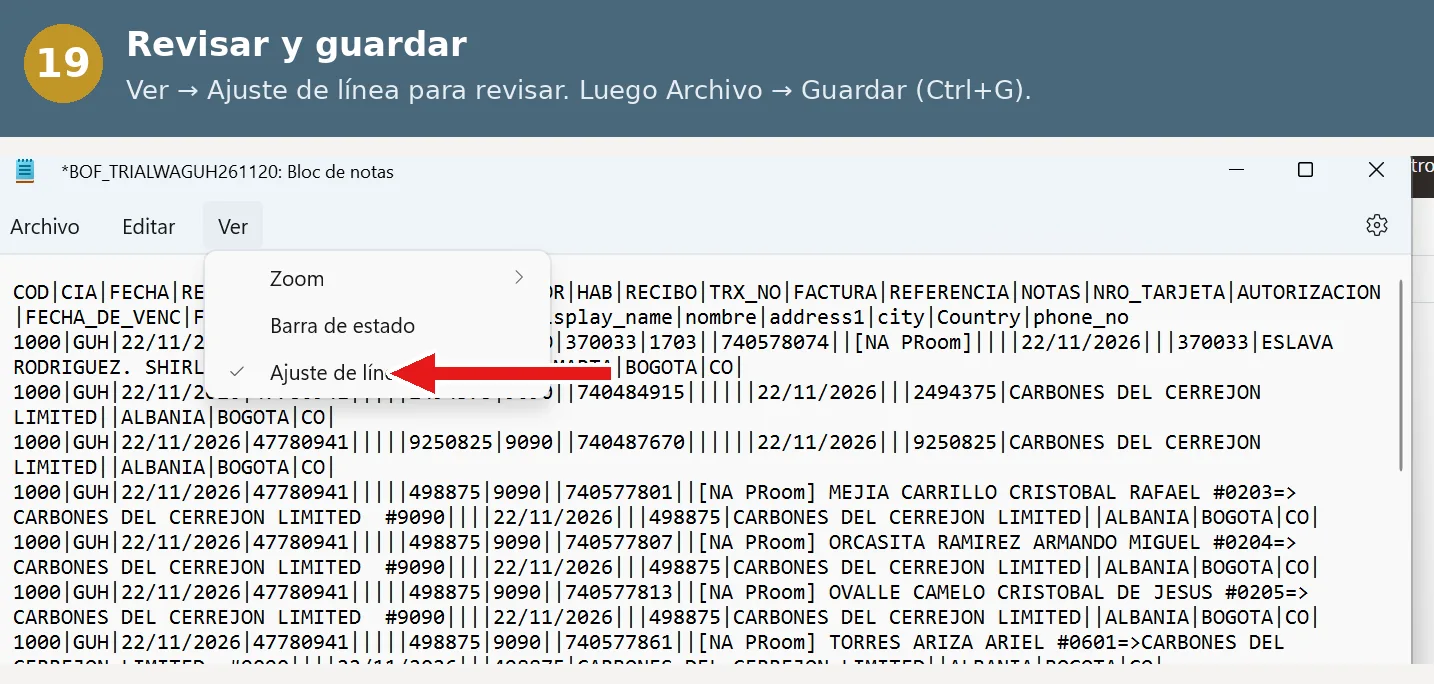 19
Revisar y guardar
Ver → Ajuste de línea para revisar. Luego Archivo → Guardar (Ctrl+G).
*BOF_TRIALWAGUH261120: Bloc de notas
Archivo Editar Ver
Zoom
Barra de estado
Ajuste de
COD|CIA|FECHA|RE |HAB|RECIBO|TRX_NO|FACTURA|REFERENCIA|NOTAS|NRO_TARJETA|AUTORIZACION
|FECHA_DE_VENC| splay_name|nombre|address1|city|Country|phone_no
1000|GUH|22/11/ |370033|1703||740578074||[NA PRoom]||||22/11/2026|||370033|ESLAVA
RODRIGUEZ. SHIRL |BOGOTA|CO|
1000|GUH|22/11/ ||740484915||||||22/11/2026|||2494375|CARBONES DEL CERREJON
LIMITED||ALBANIA|BOGOTA|CO|
1000|GUH|22/11/2026|47780941|||||9250825|9090||740487670||||||22/11/2026|||9250825|CARBONES DEL CERREJON
LIMITED||ALBANIA|BOGOTA|CO|
1000|GUH|22/11/2026|47780941|||||498875|9090||740577801||[NA PRoom] MEJIA CARRILLO CRISTOBAL RAFAEL #0203=>
CARBONES DEL CERREJON LIMITED  #9090||||22/11/2026|||498875|CARBONES DEL CERREJON LIMITED||ALBANIA|BOGOTA|CO|
1000|GUH|22/11/2026|47780941|||||498875|9090||740577807||[NA PRoom] ORCASITA RAMIREZ ARMANDO MIGUEL #0204=>
CARBONES DEL CERREJON LIMITED  #9090||||22/11/2026|||498875|CARBONES DEL CERREJON LIMITED||ALBANIA|BOGOTA|CO|
1000|GUH|22/11/2026|47780941|||||498875|9090||740577813||[NA PRoom] OVALLE CAMELO CRISTOBAL DE JESUS #0205=>
CARBONES DEL CERREJON LIMITED  #9090||||22/11/2026|||498875|CARBONES DEL CERREJON LIMITED||ALBANIA|BOGOTA|CO|
1000|GUH|22/11/2026|47780941|||||498875|9090||740577861||[NA PRoom] TORRES ARIZA ARIEL #0601=>CARBONES DEL